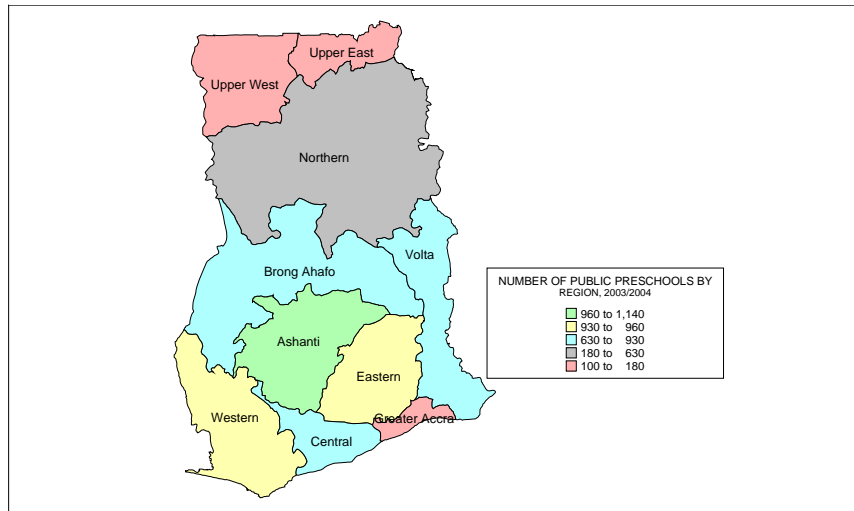 Upper East
Upper West
Northern
Volta
Brong Ahafo
NUMBER OF PUBLIC PRESCHOOLS BY
REGION, 2003/2004
960 to 1,140
930 to 960
630 to 930
180 to 630
100 to 180
Ashanti
Eastern
Western
Greater Accra
Central